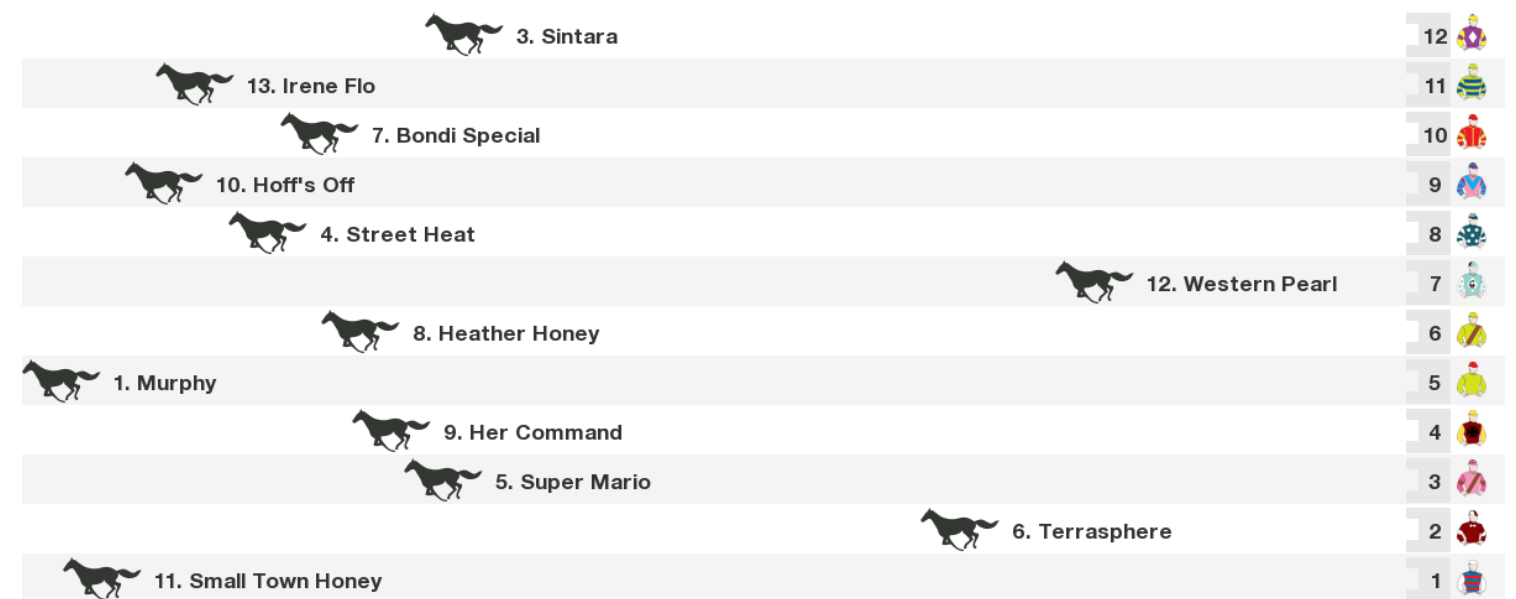 3. Sintara 12
13. Irene Flo 11
7. Bondi Special 10
10. Hoff's Off 9
4. Street Heat 8
12. Western Pearl 7
8. Heather Honey 6
1. Murphy 5
9. Her Command 4
5. Super Mario 3
6. Terrasphere 2
11. Small Town Honey 1